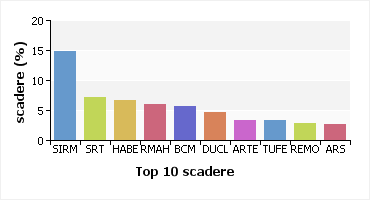 20
15
10
5
0
scadere (%)
SIRM SRT HABE RMAH BCM DUCL ARTE TUFE REMO ARS
Top 10 scadere